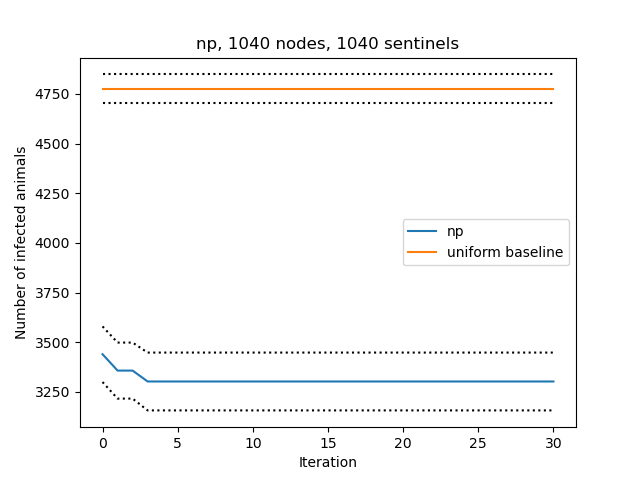 np, 1040 nodes, 1040 sentinels
Number of infected animals
4750
4500
4250
4000
3750
3500
3250
np
uniform baseline
0 5 10 15 20 25 30
Iteration